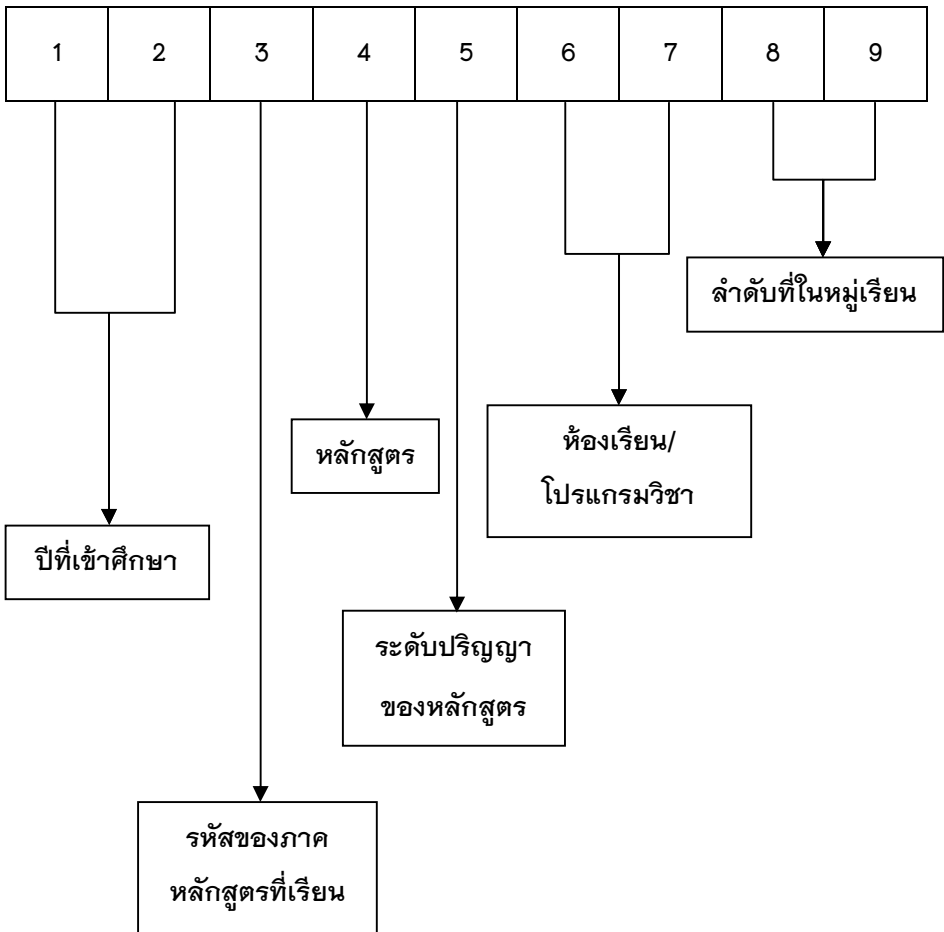 1 2 3 4 5 6 7 8 9
ลำดับที่ในหมู่เรียน
ห้องเรียน/
โปรแกรมวิชา
หลักสูตร
ปีที่เข้าศึกษา
ระดับปริญญา
ของหลักสูตร
รหัสของภาค
หลักสูตรที่เรียน